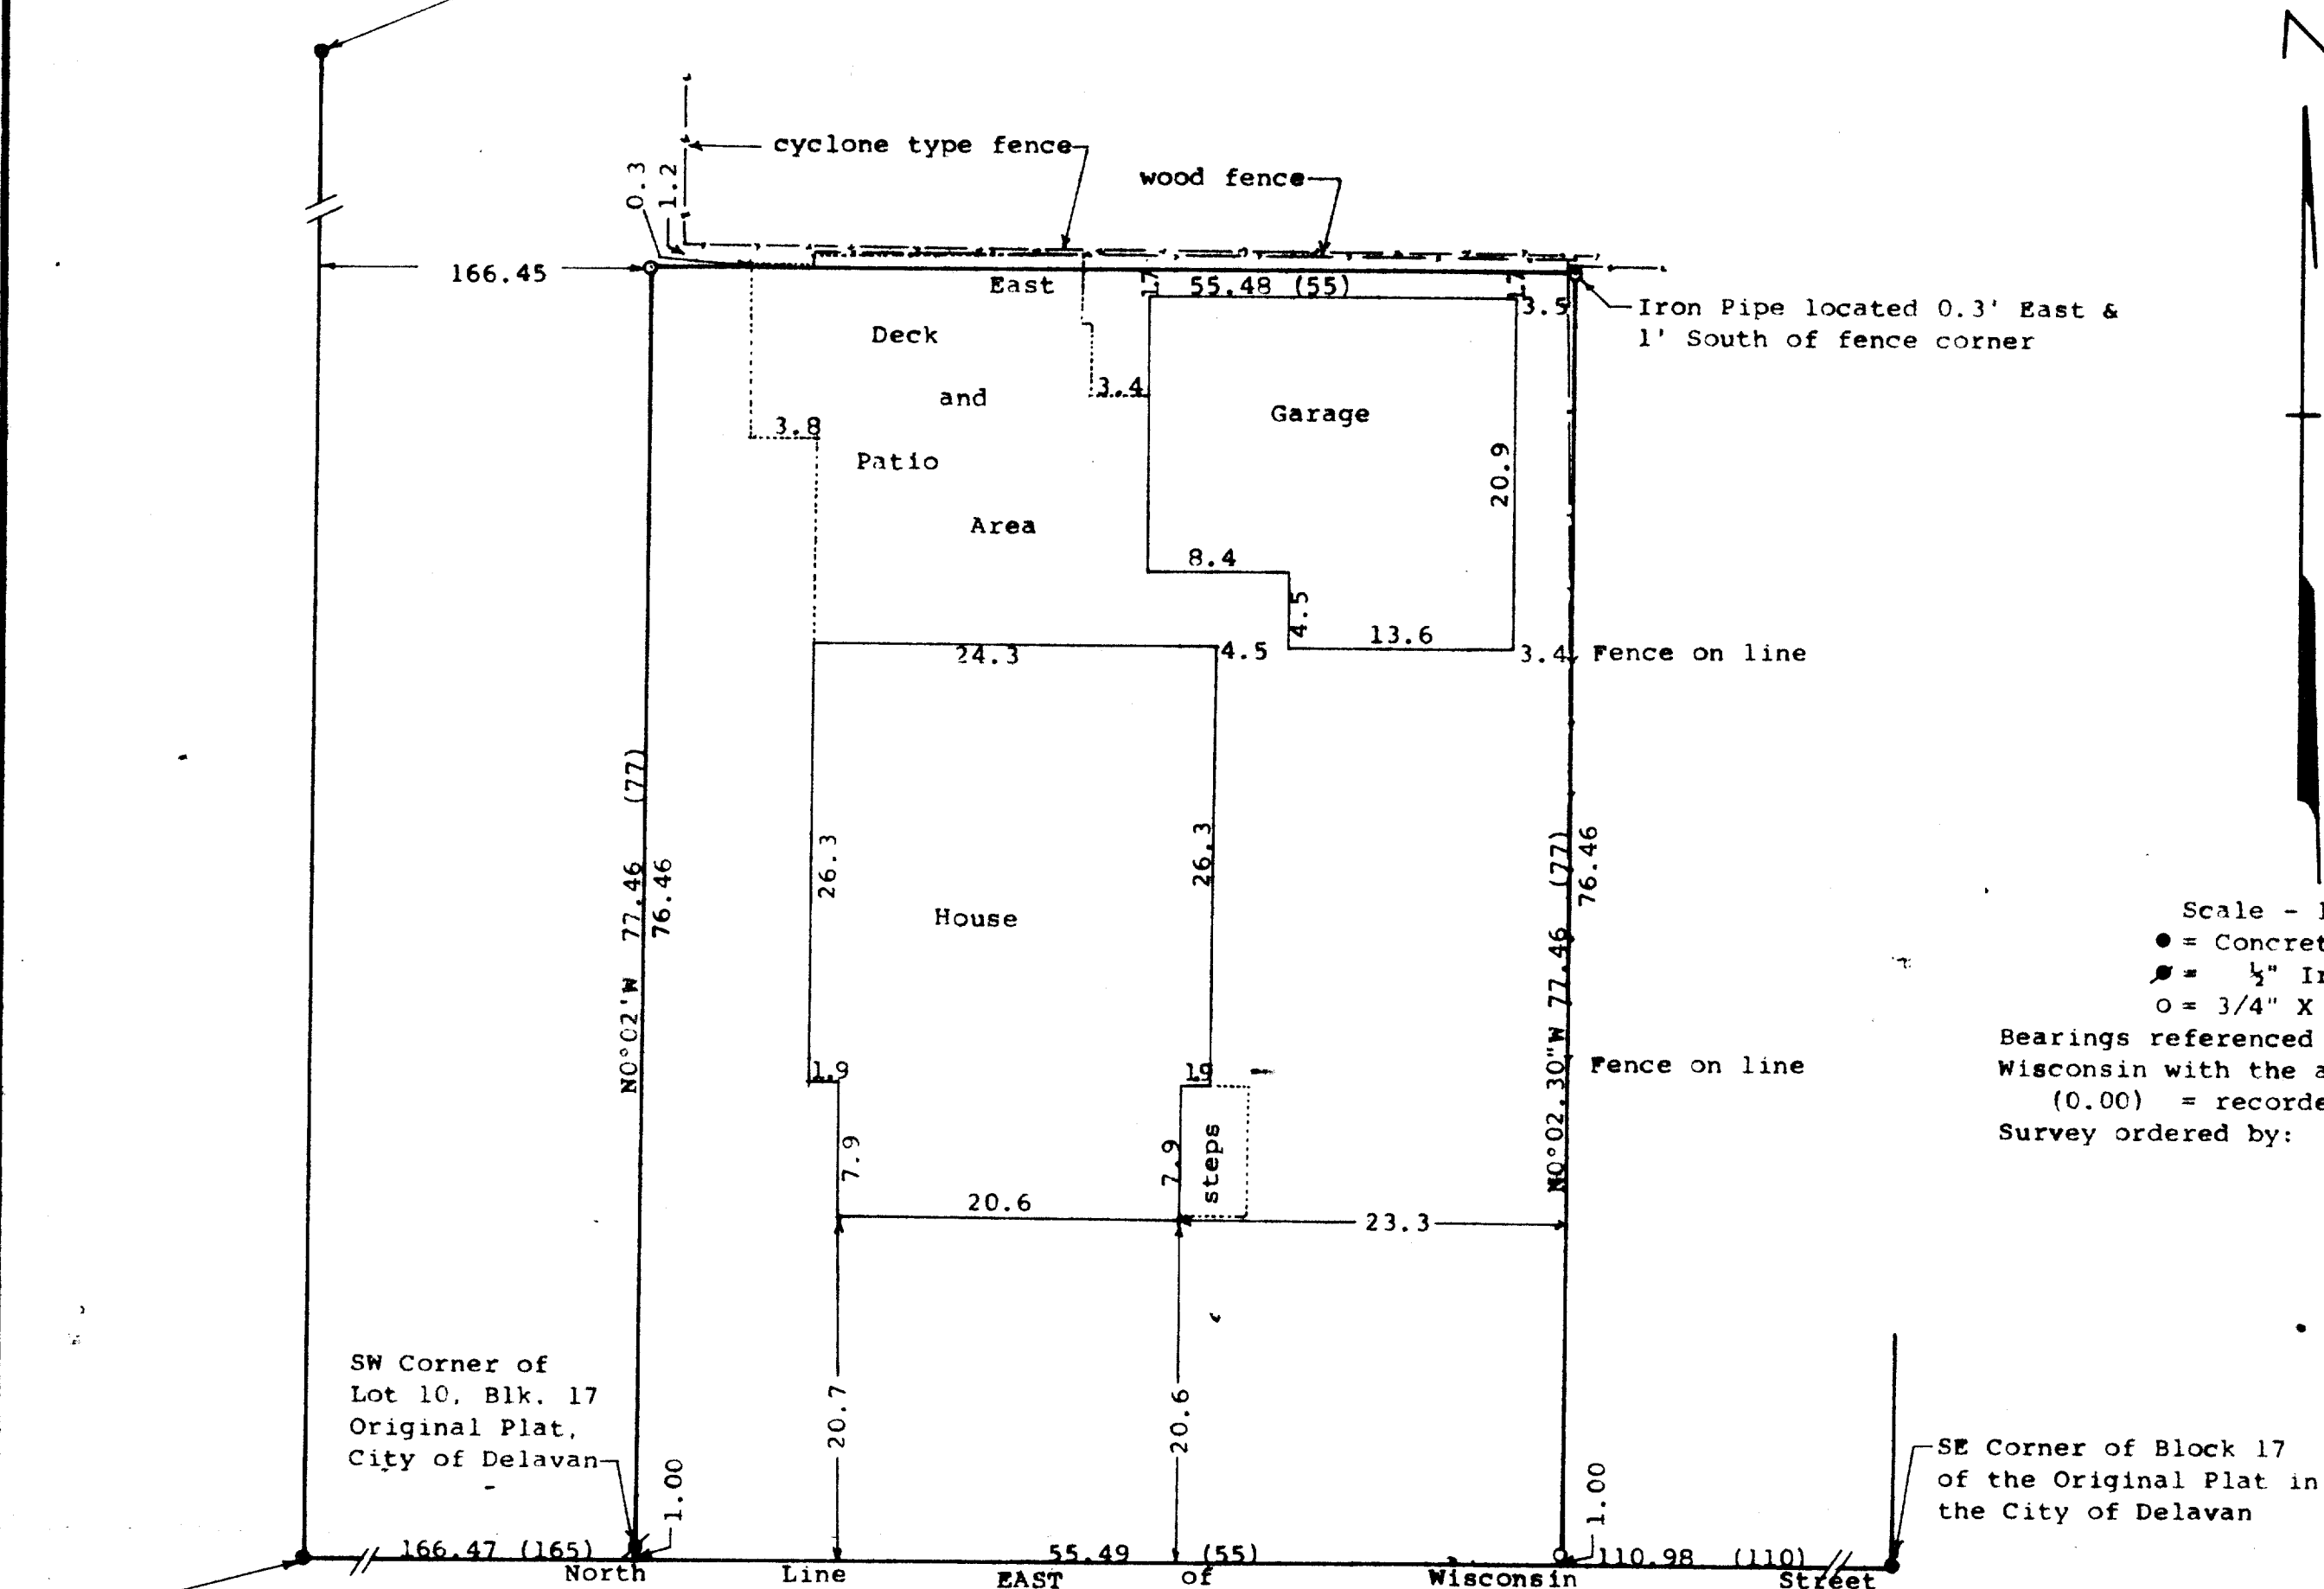 cyclone type fence
wood fence
0.3
1.2
166.45
East
55.48 (55)
1.7
1.7
3.5
Iron Pipe located 0.3' East &
1' South of fence corner
Deck
and
Patio
Area
3.4
3.8
Garage
20.9
8.4
4.5
13.6
24.3
4.5
3.4
Fence on line
N0°02'W 77.46 (77)
76.46
26.3
26.3
House
N0°02.30"W 77.46 (77)
76.46
Scale -
● = Concret
= ½" Ir
O = 3/4" X
Bearings referenced
Wisconsin with the a
(0.00) = recorde
Survey ordered by:
1.9
1.9
Fence on line
7.9
7.9
steps
20.6
23.3
20.7
20.6
SW Corner of
Lot 10, Blk. 17
Original Plat,
City of Delavan
1.00
1.00
SE Corner of Block 17
of the Original Plat in
the City of Delavan
166.47 (165)
55.49 (55)
110.98 (110)
North Line EAST of Wisconsin Street